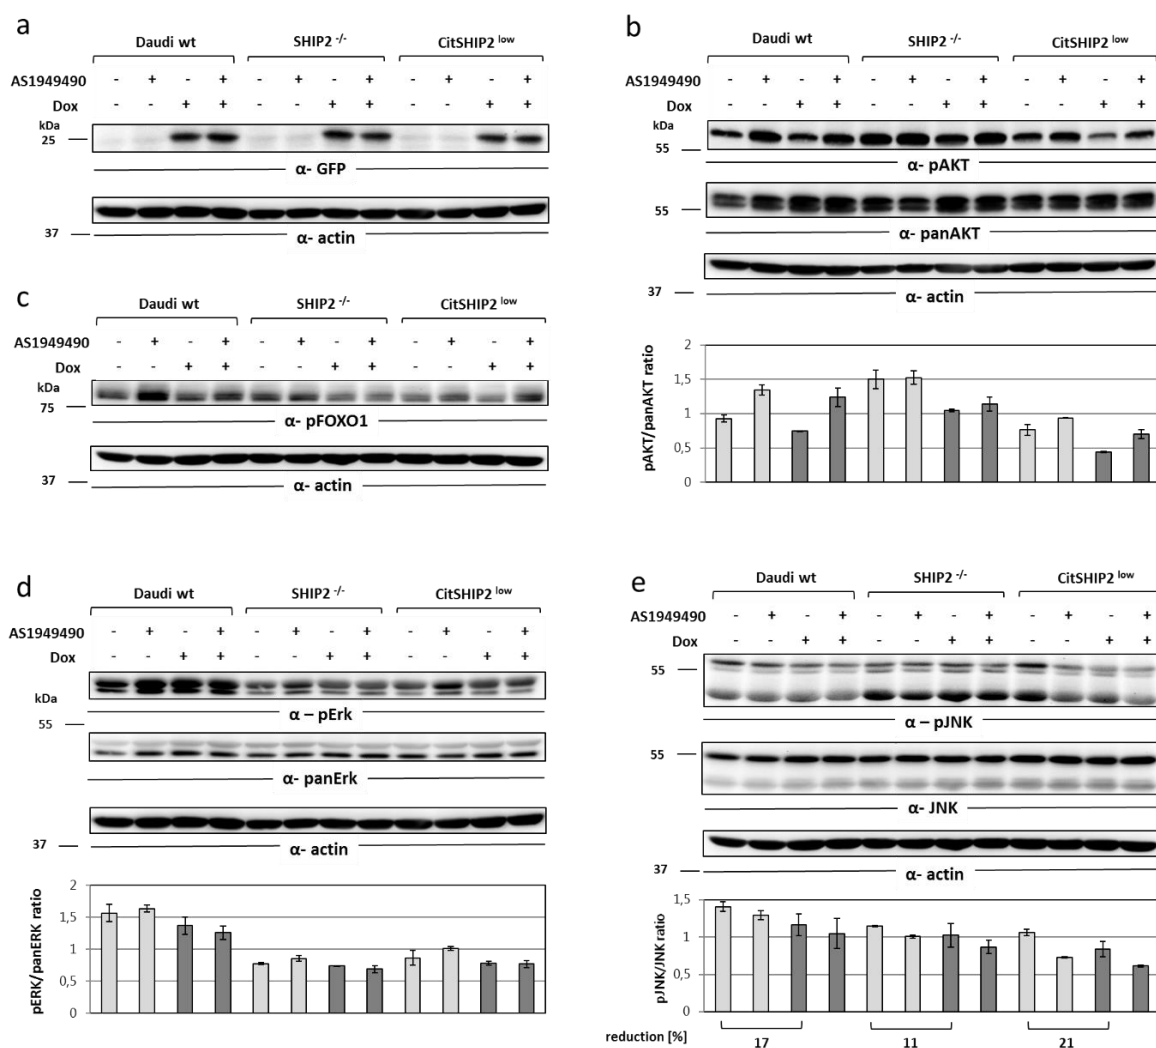 a
Daudi wt SHIP2 -/- CitSHIP2 low
AS1949490 - + - + - + - + - + - +
Dox - - + + - - + + - - + +
kDa
25
α- GFP
37
α- actin
b
Daudi wt SHIP2 -/- CitSHIP2 low
AS1949490 - + - + - + - + - + - +
Dox - - + + - - + + - - + +
kDa
55
α- pAKT
55
α- panAKT
37
α- actin
pAKT/panAKT ratio
2
1,5
1
0,5
0
c
Daudi wt SHIP2 -/- CitSHIP2 low
AS1949490 - + - + - + - + - + - +
Dox - - + + - - + + - - + +
kDa
75
α- pFOXO1
37
α- actin
d
Daudi wt SHIP2 -/- CitSHIP2 low
AS1949490 - + - + - + - + - + - +
Dox - - + + - - + + - - + +
kDa
α – pErk
55
α- panErk
37
α- actin
pERK/panERK ratio
2
1,5
1
0,5
0
e
Daudi wt SHIP2 -/- CitSHIP2 low
AS1949490 - + - + - + - + - + - +
Dox - - + + - - + + - - + +
55
α – pJNK
55
α- JNK
37
α- actin
pJNK/JNK ratio
1,5
1
0,5
0
reduction [%] 17 11 21